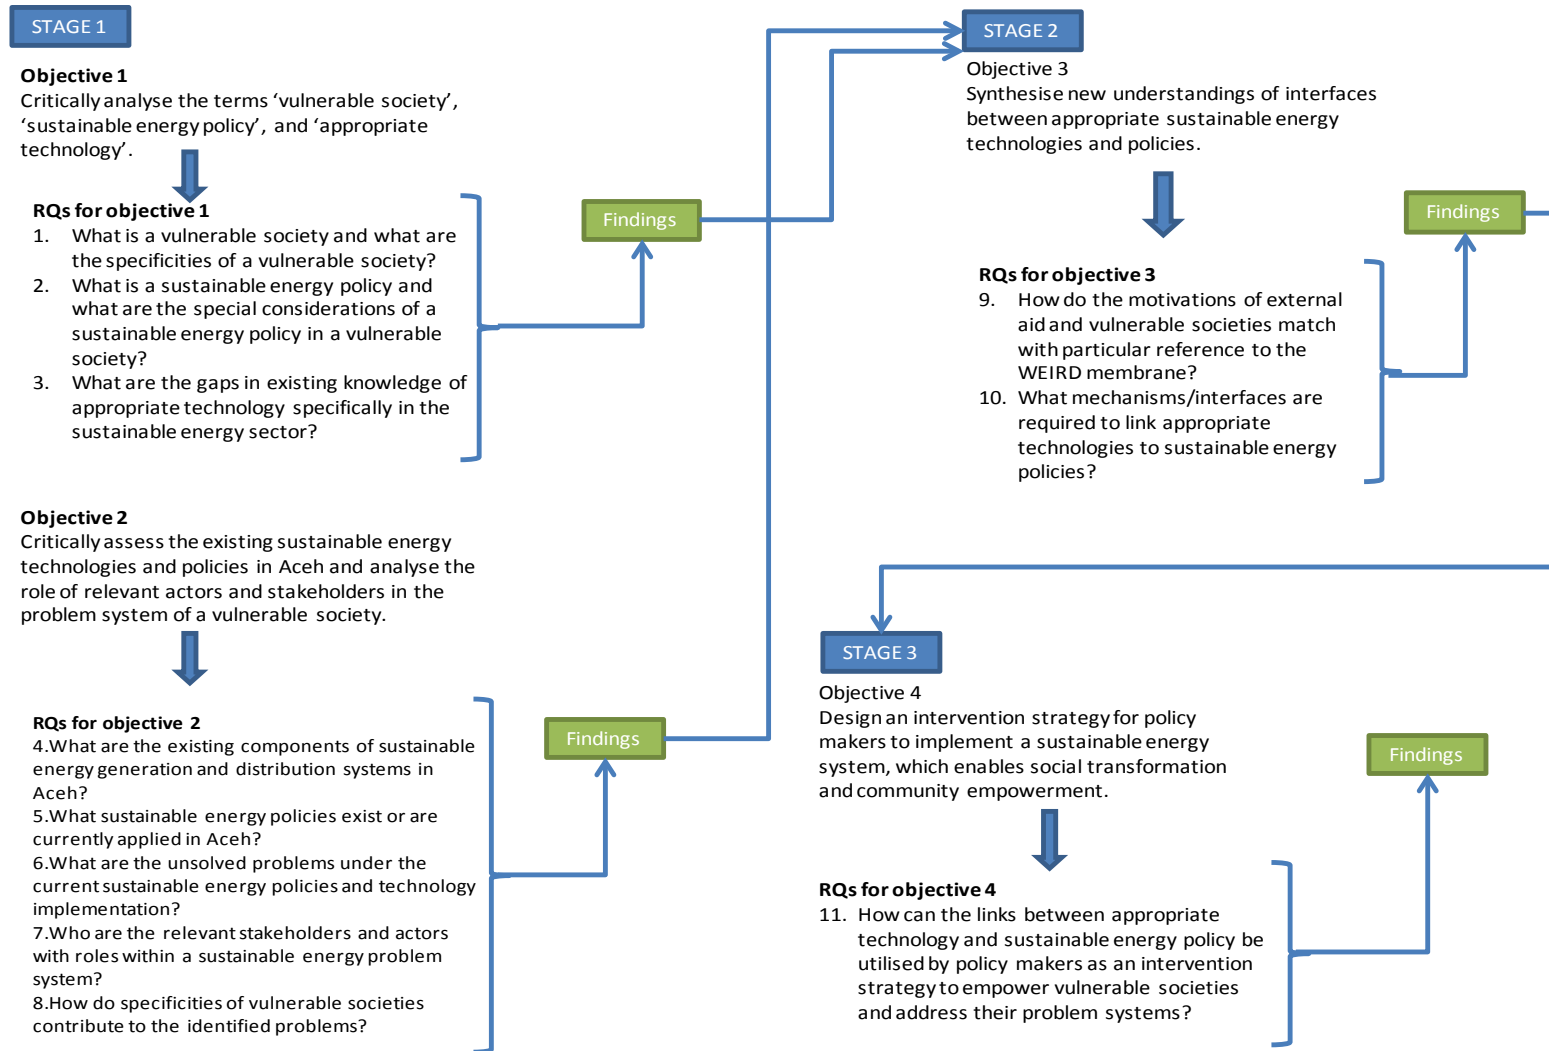 STAGE 1
Objective 1
Critically analyse the terms ‘vulnerable society’,
‘sustainable energy policy’, and ‘appropriate
technology’.
RQs for objective 1
1. What is a vulnerable society and what are
the specificities of a vulnerable society?
2. What is a sustainable energy policy and
what are the special considerations of a
sustainable energy policy in a vulnerable
society?
3. What are the gaps in existing knowledge of
appropriate technology specifically in the
sustainable energy sector?
Findings
Objective 2
Critically assess the existing sustainable energy
technologies and policies in Aceh and analyse the
role of relevant actors and stakeholders in the
problem system of a vulnerable society.
RQs for objective 2
4.What are the existing components of sustainable
energy generation and distribution systems in
Aceh?
5.What sustainable energy policies exist or are
currently applied in Aceh?
6.What are the unsolved problems under the
current sustainable energy policies and technology
implementation?
7.Who are the relevant stakeholders and actors
with roles within a sustainable energy problem
system?
8.How do specificities of vulnerable societies
contribute to the identified problems?
Findings
STAGE 2
Objective 3
Synthesise new understandings of interfaces
between appropriate sustainable energy
technologies and policies.
RQs for objective 3
9. How do the motivations of external
aid and vulnerable societies match
with particular reference to the
WEIRD membrane?
10. What mechanisms/interfaces are
required to link appropriate
technologies to sustainable energy
policies?
Findings
STAGE 3
Objective 4
Design an intervention strategy for policy
makers to implement a sustainable energy
system, which enables social transformation
and community empowerment.
RQs for objective 4
11. How can the links between appropriate
technology and sustainable energy policy be
utilised by policy makers as an intervention
strategy to empower vulnerable societies
and address their problem systems?
Findings